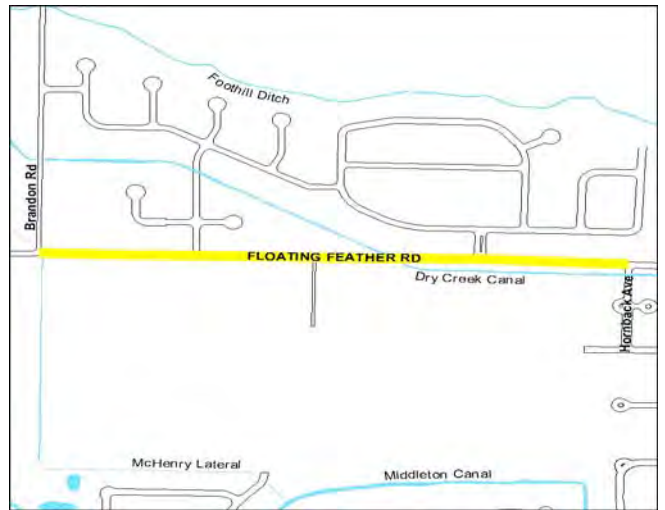 Foothill Ditch
Brandon Rd
FLOATING FEATHER RD
Dry Creek Canal
Hornback Ave
McHenry Lateral
Middleton Canal